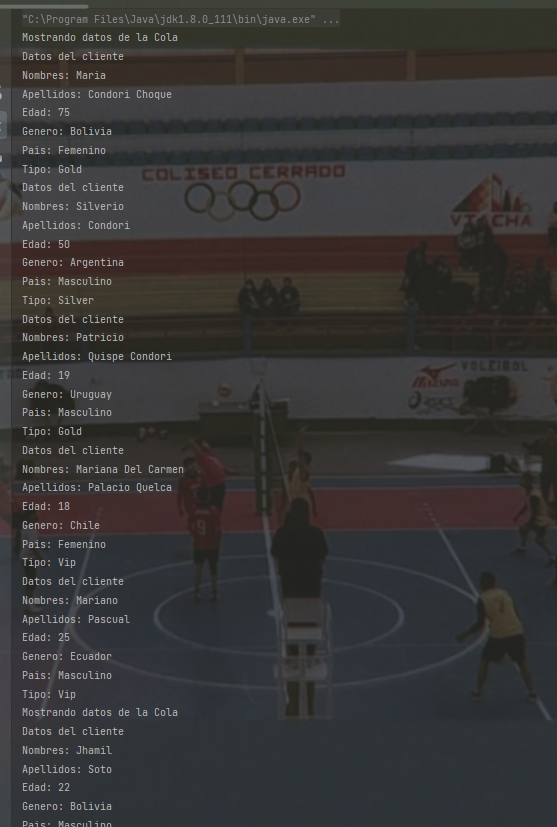 "C:\Program Files\Java\jdk1.8.0_111\bin\java.exe" ...
Mostrando datos de la Cola
Datos del cliente
Nombres: Maria
Apellidos: Condori Choque
Edad: 75
Genero: Bolivia
Pais: Femenino
Tipo: Gold
Datos del cliente
Nombres: Silverio
Apellidos: Condori
Edad: 50
Genero: Argentina
Pais: Masculino
Tipo: Silver
Datos del cliente
Nombres: Patricio
Apellidos: Quispe Condori
Edad: 19
Genero: Uruguay
Pais: Masculino
Tipo: Gold
Datos del cliente
Nombres: Mariana Del Carmen
Apellidos: Palacio Quelca
Edad: 18
Genero: Chile
Pais: Femenino
Tipo: Vip
Datos del cliente
Nombres: Mariano
Apellidos: Pascual
Edad: 25
Genero: Ecuador
Pais: Masculino
Tipo: Vip
Mostrando datos de la Cola
Datos del cliente
Nombres: Jhamil
Apellidos: Soto
Edad: 22
Genero: Bolivia
Pais: Masculino
COLISEO CERRADO
VIACHA
VOLEIBOL
Mizuno
9
2